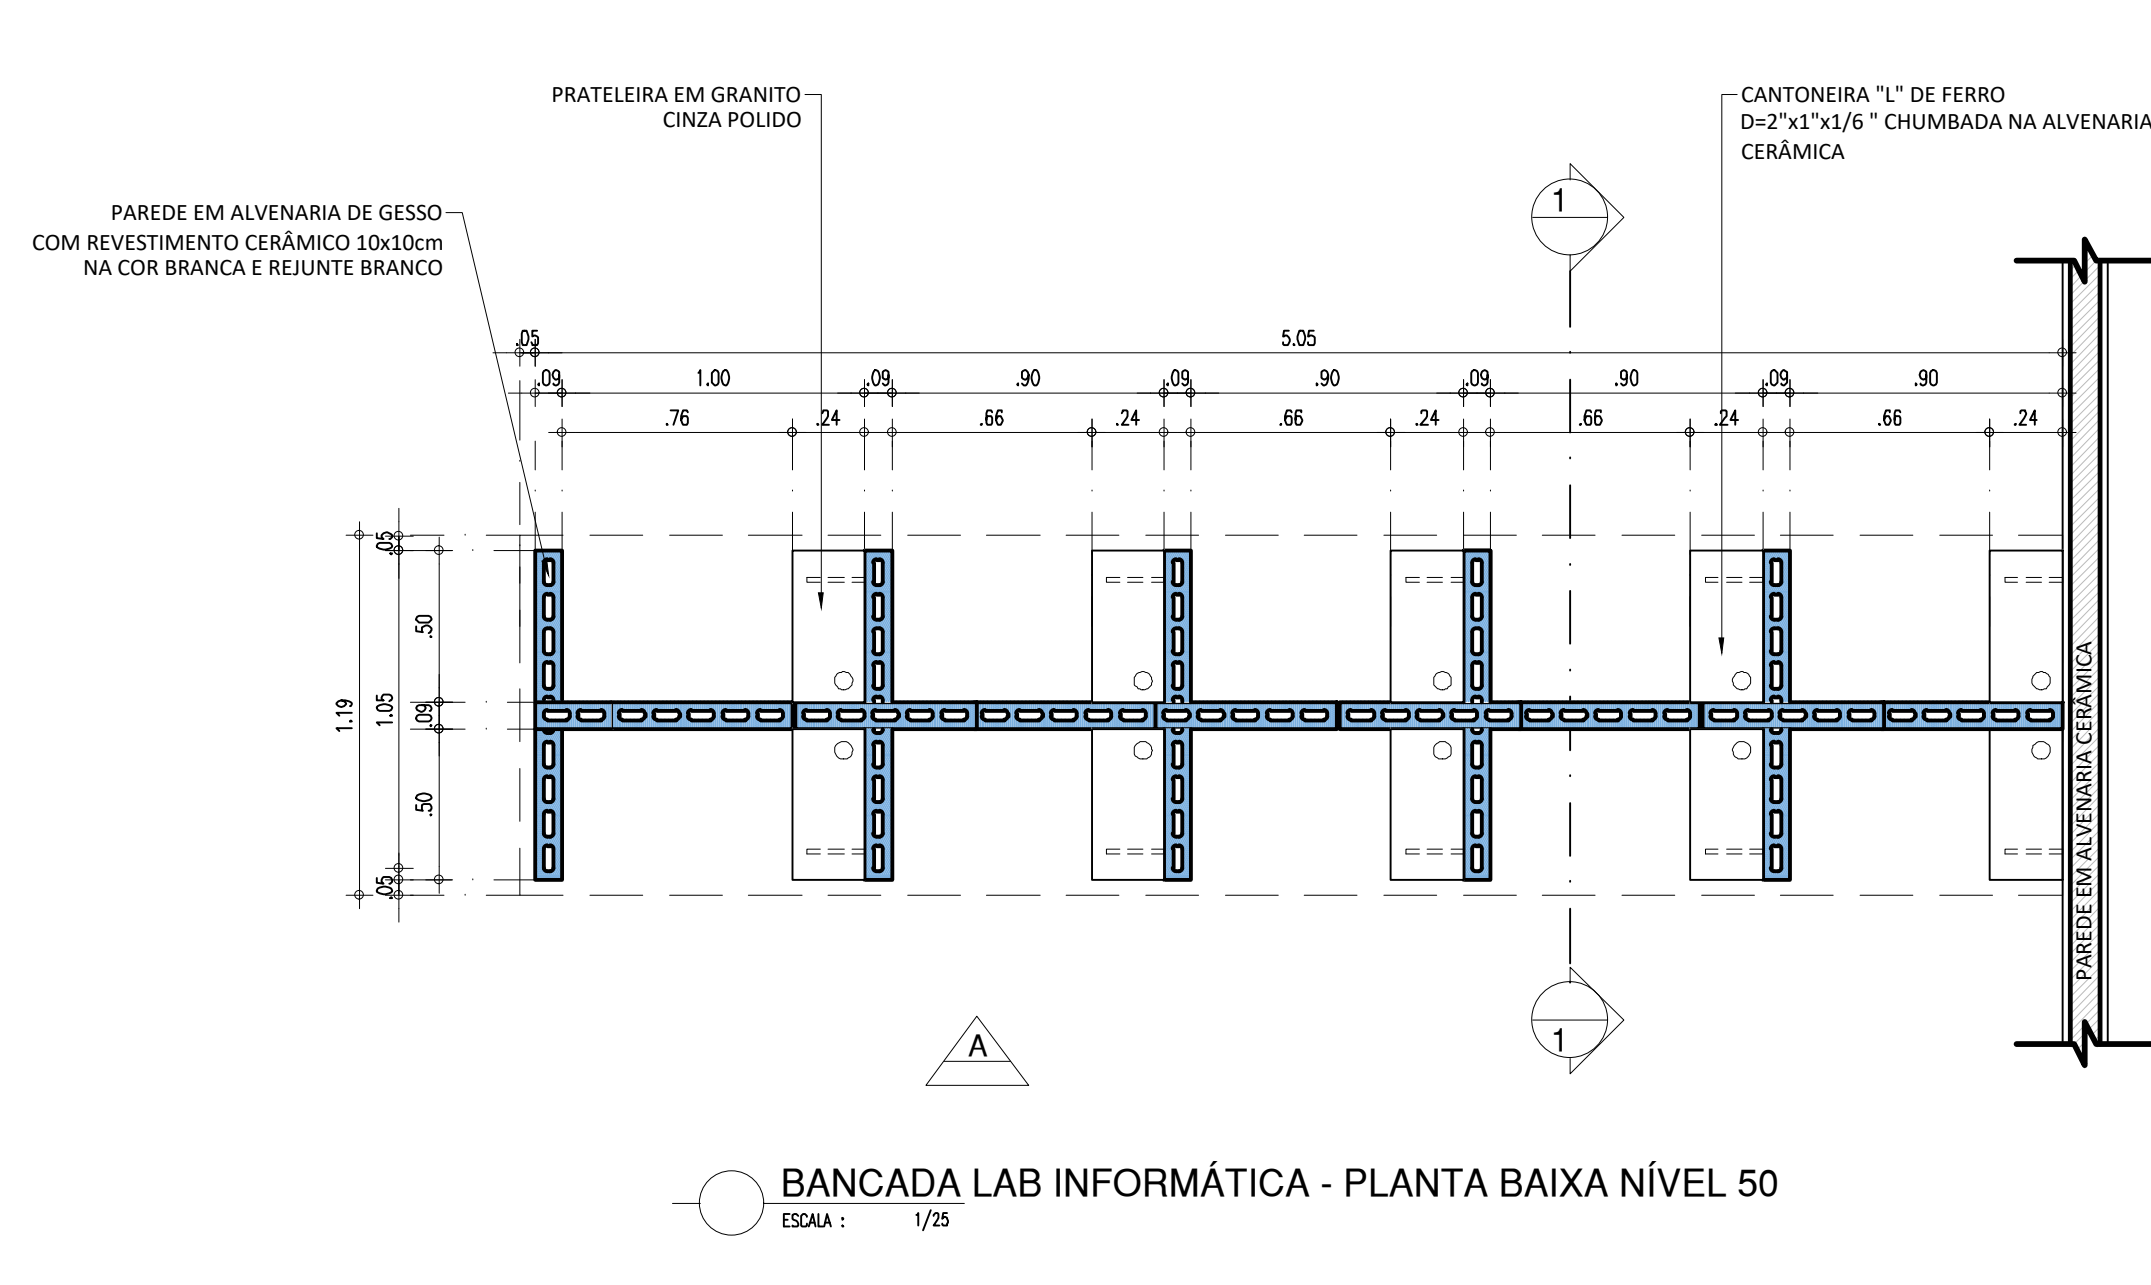 PRATELEIRA EM GRANITO
CINZA POLIDO
CANTONEIRA "L" DE FERRO
D=2"x1"x1/6 " CHUMBADA NA ALVENARIA
CERÂMICA
PAREDE EM ALVENARIA DE GESSO
COM REVESTIMENTO CERÂMICO 10x10cm
NA COR BRANCA E REJUNTE BRANCO
1
.05 5.05
.09 1.00 .09 .90 .09 .90 .09 .90 .09 .90
.76 .24 .66 .24 .66 .24 .66 .24 .66 .24
1.19
.05
1.05
.05
.50
.09
.50
PAREDE EM ALVENARIA CERÂMICA
A
1
BANCADA LAB INFORMÁTICA - PLANTA BAIXA NÍVEL 50
ESCALA : 1/25